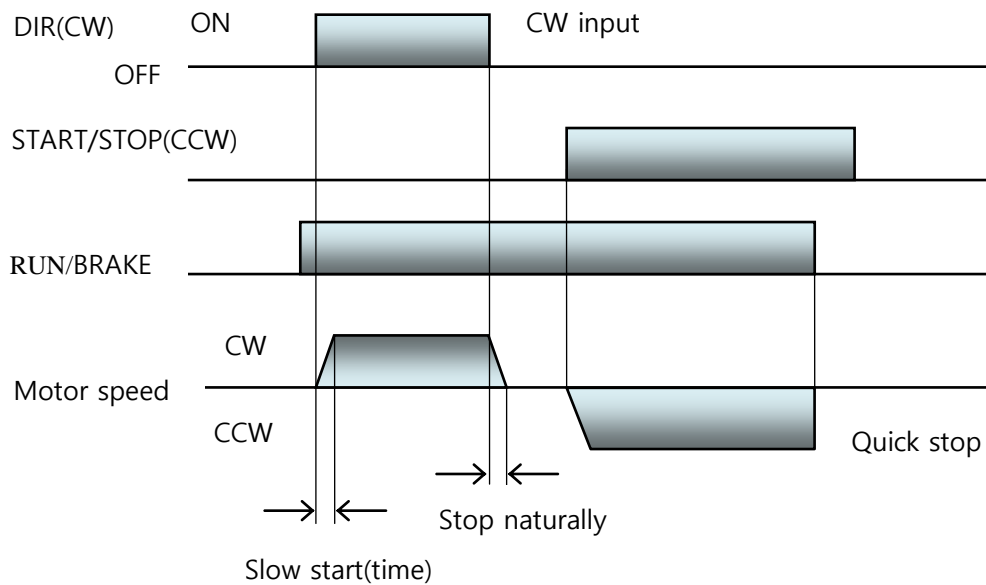 DIR(CW) ON CW input
OFF
START/STOP(CCW)
RUN/BRAKE
CW
Motor speed
CCW
Quick stop
Stop naturally
Slow start(time)